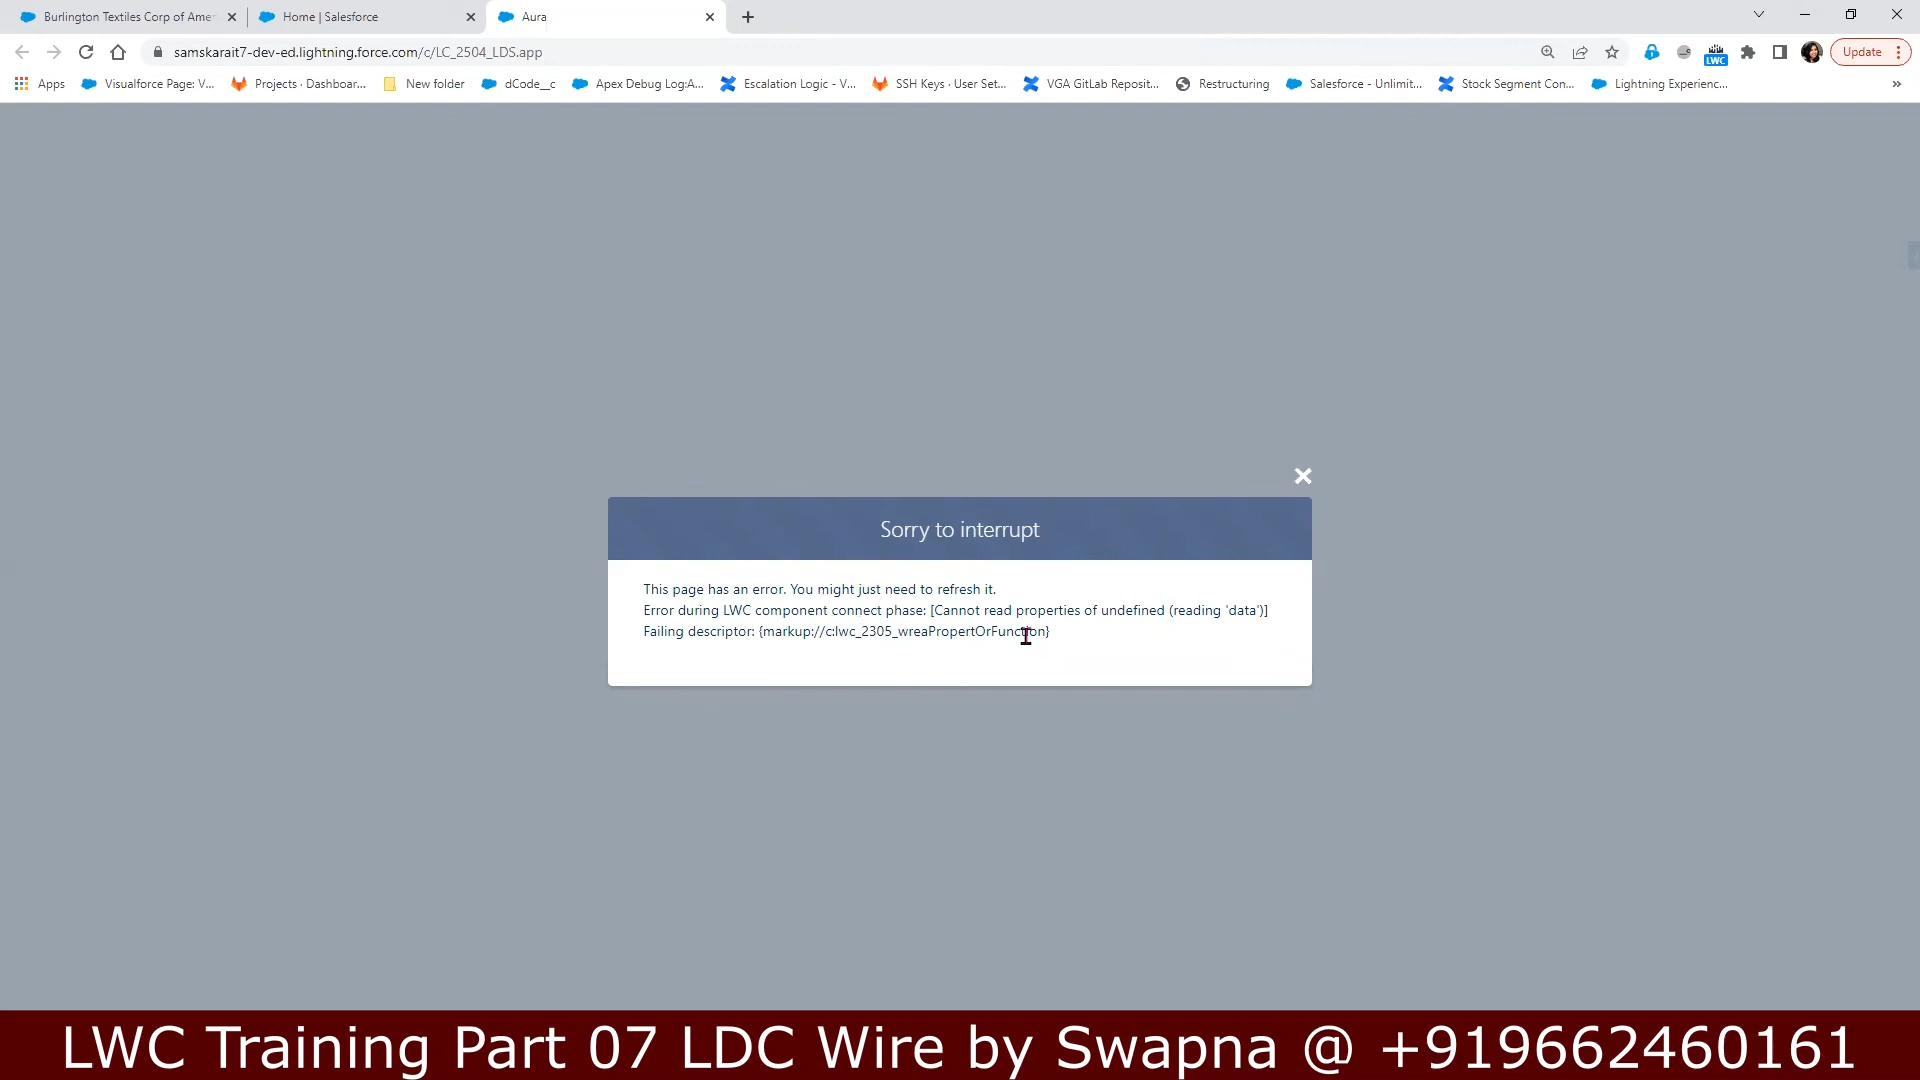 Burlington Textiles Corp of Amer
Home | Salesforce
Aura
samskarait7-dev-ed.lightning.force.com/c/LC_2504_LDS.app
LWC
Update
Apps
Visualforce Page: V...
Projects · Dashboar...
New folder
dCode__c
Apex Debug Log:A...
Escalation Logic - V...
SSH Keys · User Set...
VGA GitLab Reposit...
Restructuring
Salesforce - Unlimit...
Stock Segment Con...
Lightning Experienc...
»
Sorry to interrupt
This page has an error. You might just need to refresh it.
Error during LWC component connect phase: [Cannot read properties of undefined (reading 'data')]
Failing descriptor: {markup://c:lwc_2305_wreaPropertOrFunction}
LWC Training Part 07 LDC Wire by Swapna @ +919662460161